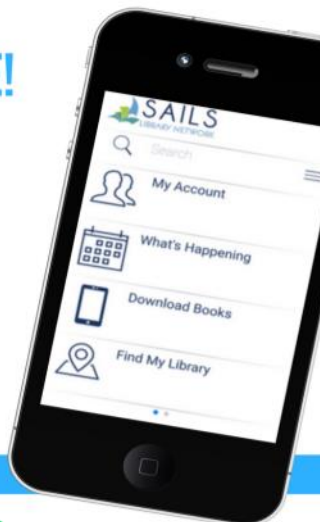 !
SAILS
LIBRARY NETWORK
Search
My Account
What's Happening
Download Books
Find My Library